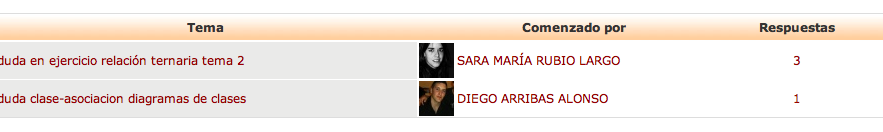 Tema Comenzado por Respuestas
duda en ejercicio relación ternaria tema 2 SARA MARÍA RUBIO LARGO 3
duda clase-asociacion diagramas de clases DIEGO ARRIBAS ALONSO 1